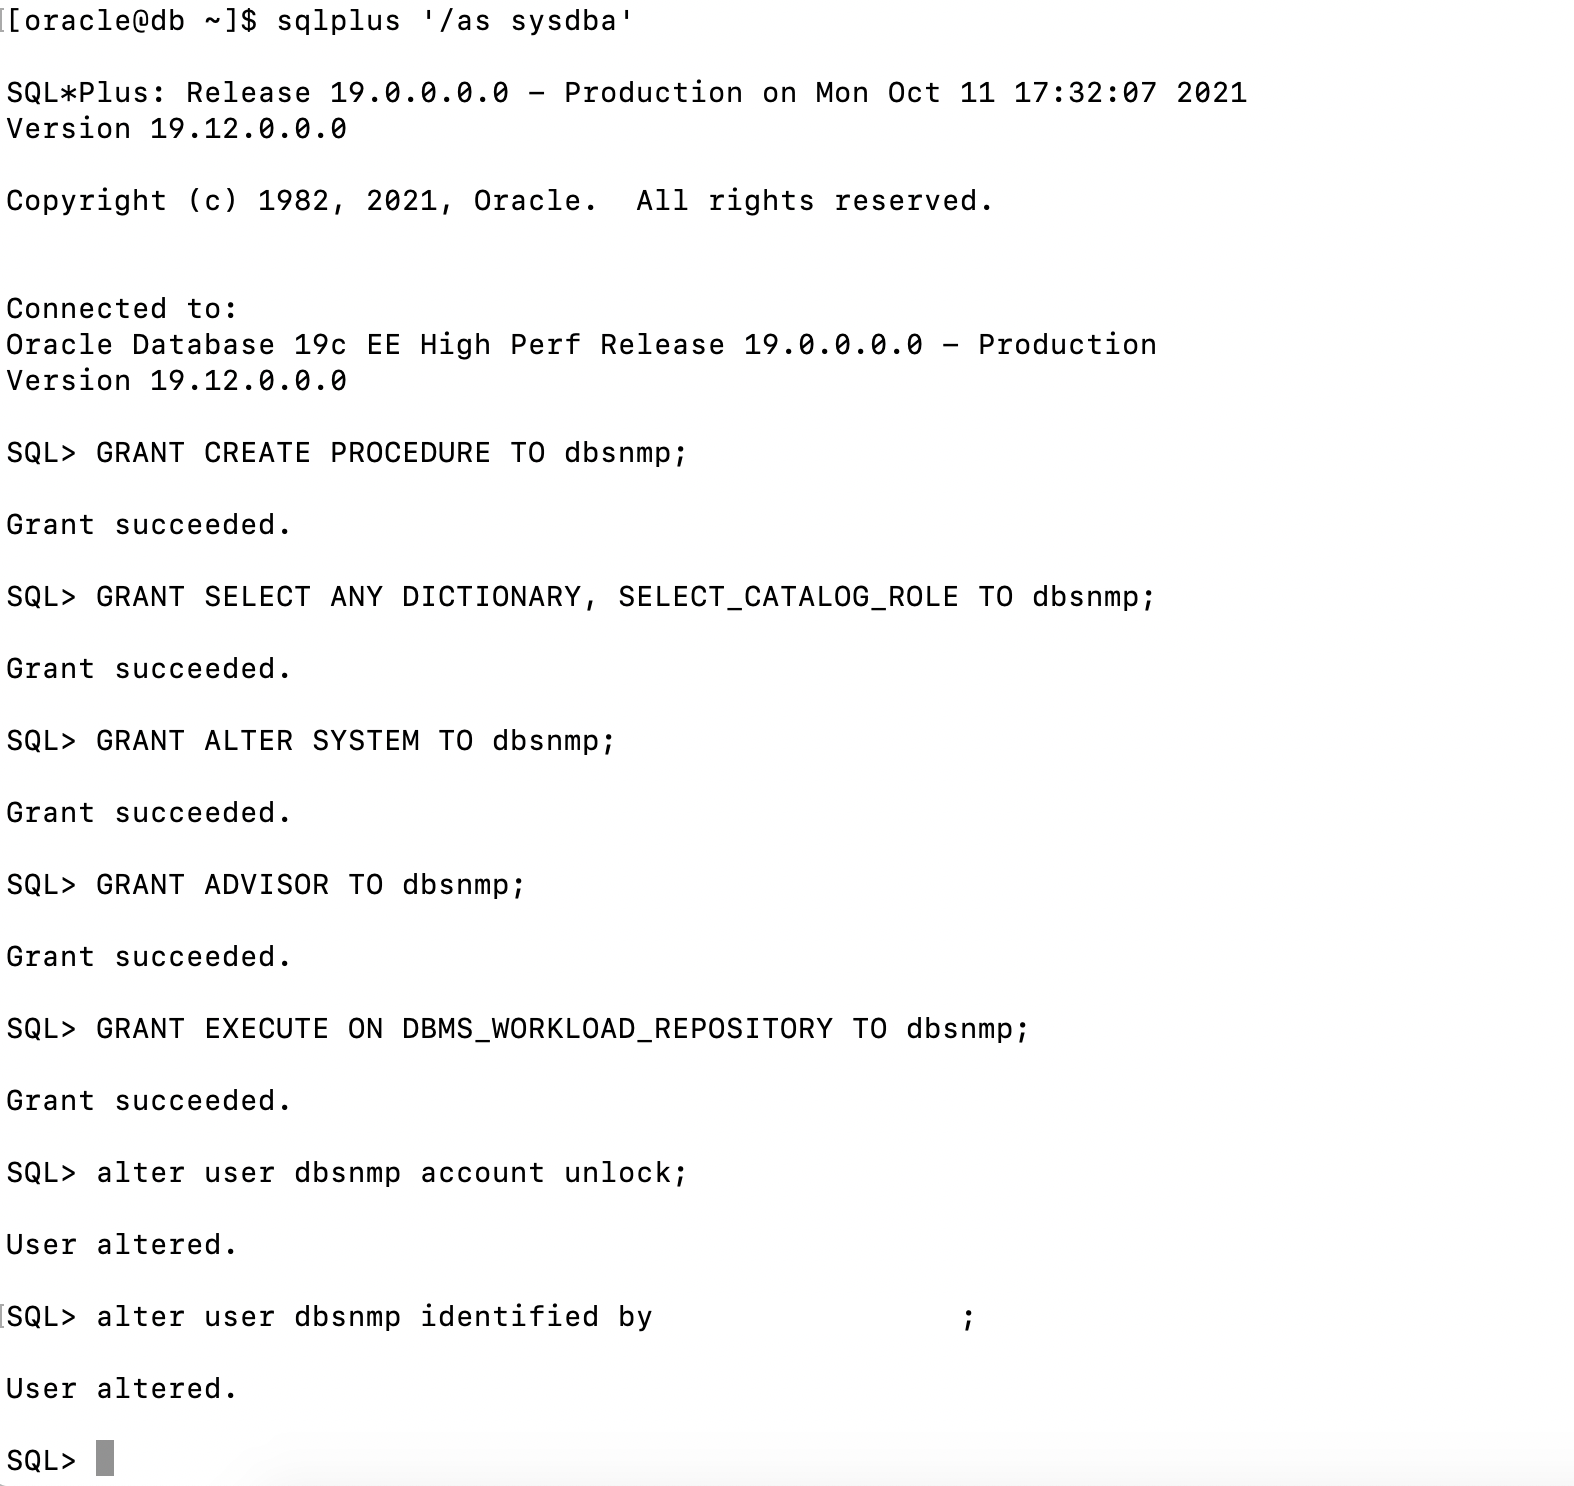 [oracle@db ~]$ sqlplus '/as sysdba'
SQL*Plus: Release 19.0.0.0.0 – Production on Mon Oct 11 17:32:07 2021
Version 19.12.0.0.0
Copyright (c) 1982, 2021, Oracle.  All rights reserved.
Connected to:
Oracle Database 19c EE High Perf Release 19.0.0.0.0 – Production
Version 19.12.0.0.0
SQL> GRANT CREATE PROCEDURE TO dbsnmp;
Grant succeeded.
SQL> GRANT SELECT ANY DICTIONARY, SELECT_CATALOG_ROLE TO dbsnmp;
Grant succeeded.
SQL> GRANT ALTER SYSTEM TO dbsnmp;
Grant succeeded.
SQL> GRANT ADVISOR TO dbsnmp;
Grant succeeded.
SQL> GRANT EXECUTE ON DBMS_WORKLOAD_REPOSITORY TO dbsnmp;
Grant succeeded.
SQL> alter user dbsnmp account unlock;
User altered.
SQL> alter user dbsnmp identified by                 ;
User altered.
SQL>